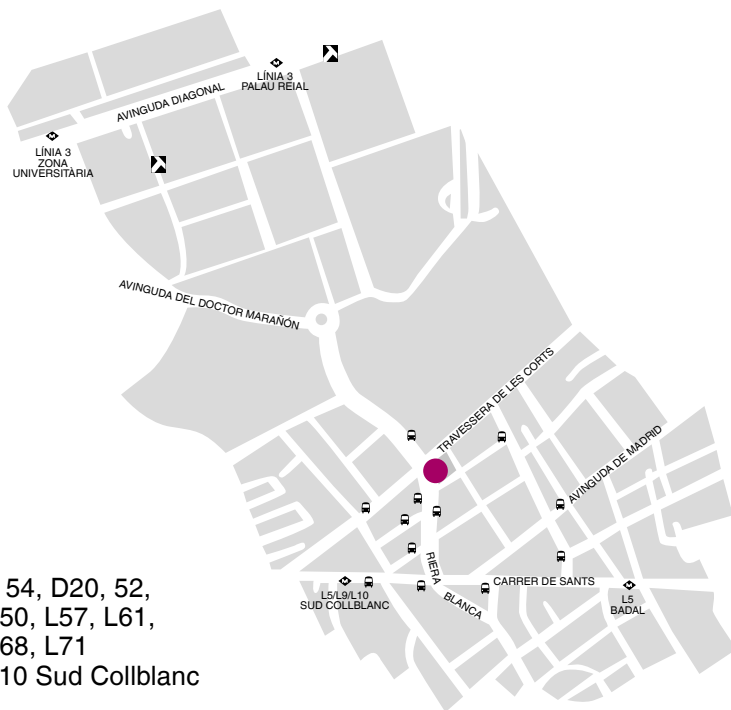 LÍNIA 3
PALAU REIAL
AVINGUDA DIAGONAL
LÍNIA 3
ZONA
UNIVERSITÀRIA
AVINGUDA DEL DOCTOR MARAÑÓN
TRAVESSERA DE LES CORTS
AVINGUDA DE MADRID
RIERA
BLANCA
CARRER DE SANTS
L5/L9/L10
SUD COLLBLANC
L5
BADAL
54, D20, 52,
50, L57, L61,
68, L71
10 Sud Collblanc